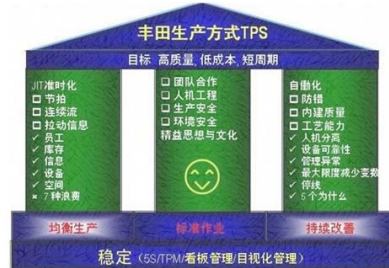 丰田生产方式TPS
目标 高质量,低成本,短周期
JIT准时化
节拍
连续流
拉动信息
员工
库存
信息
设备
空间
7种浪费
团队合作
人机工程
生产安全
环境安全
精益思想与文化
自働化
防错
内建质量
工艺能力
人机分离
设备可靠性
管理异常
最大限度减少变数
停线
5个为什么
均衡生产
标准作业
持续改善
稳定(5S/TPM/看板管理/目视化管理)